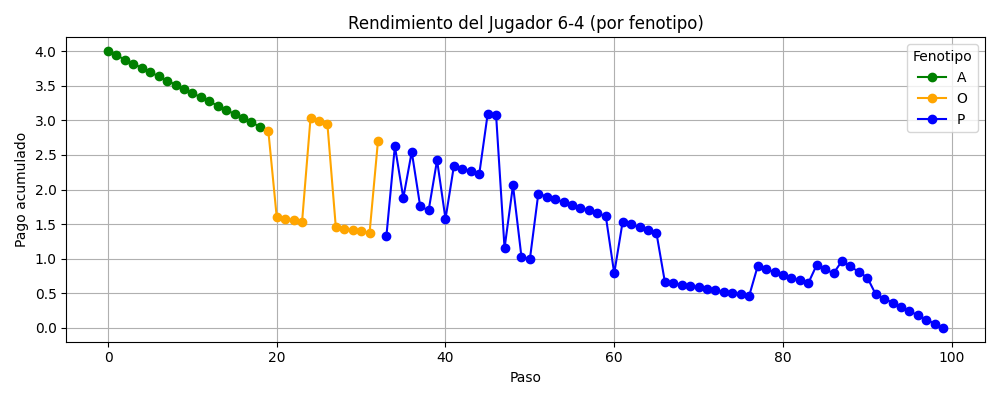 Rendimiento del Jugador 6-4 (por fenotipo)
Pago acumulado
4.0
3.5
3.0
2.5
2.0
1.5
1.0
0.5
0.0
Fenotipo
A
O
P
0 20 40 60 80 100
Paso